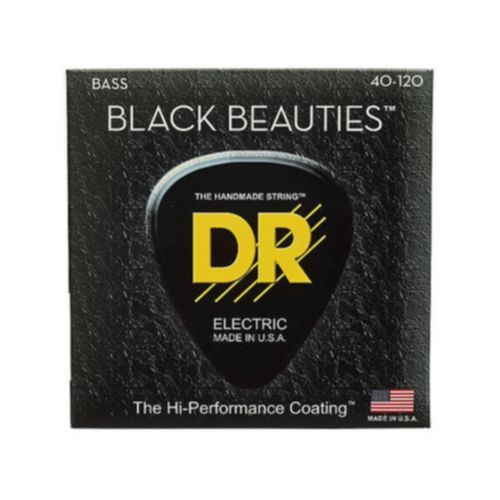 BASS 40-120
BLACK BEAUTIES™
THE HANDMADE STRING™
DR
ELECTRIC
MADE IN U.S.A.
The Hi-Performance Coating™
MADE IN U.S.A.